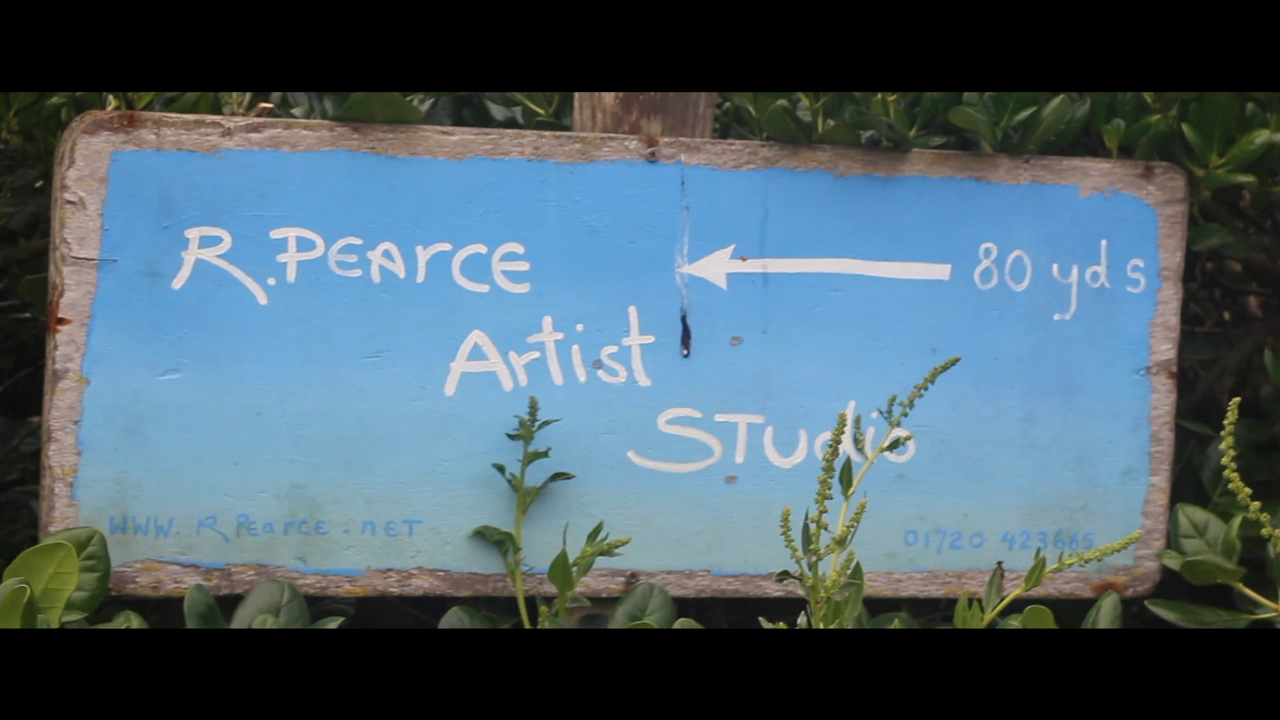 R. PEARCE
80 yds
Artist
STudio
WWW. R Pearce . neT
01720 423665